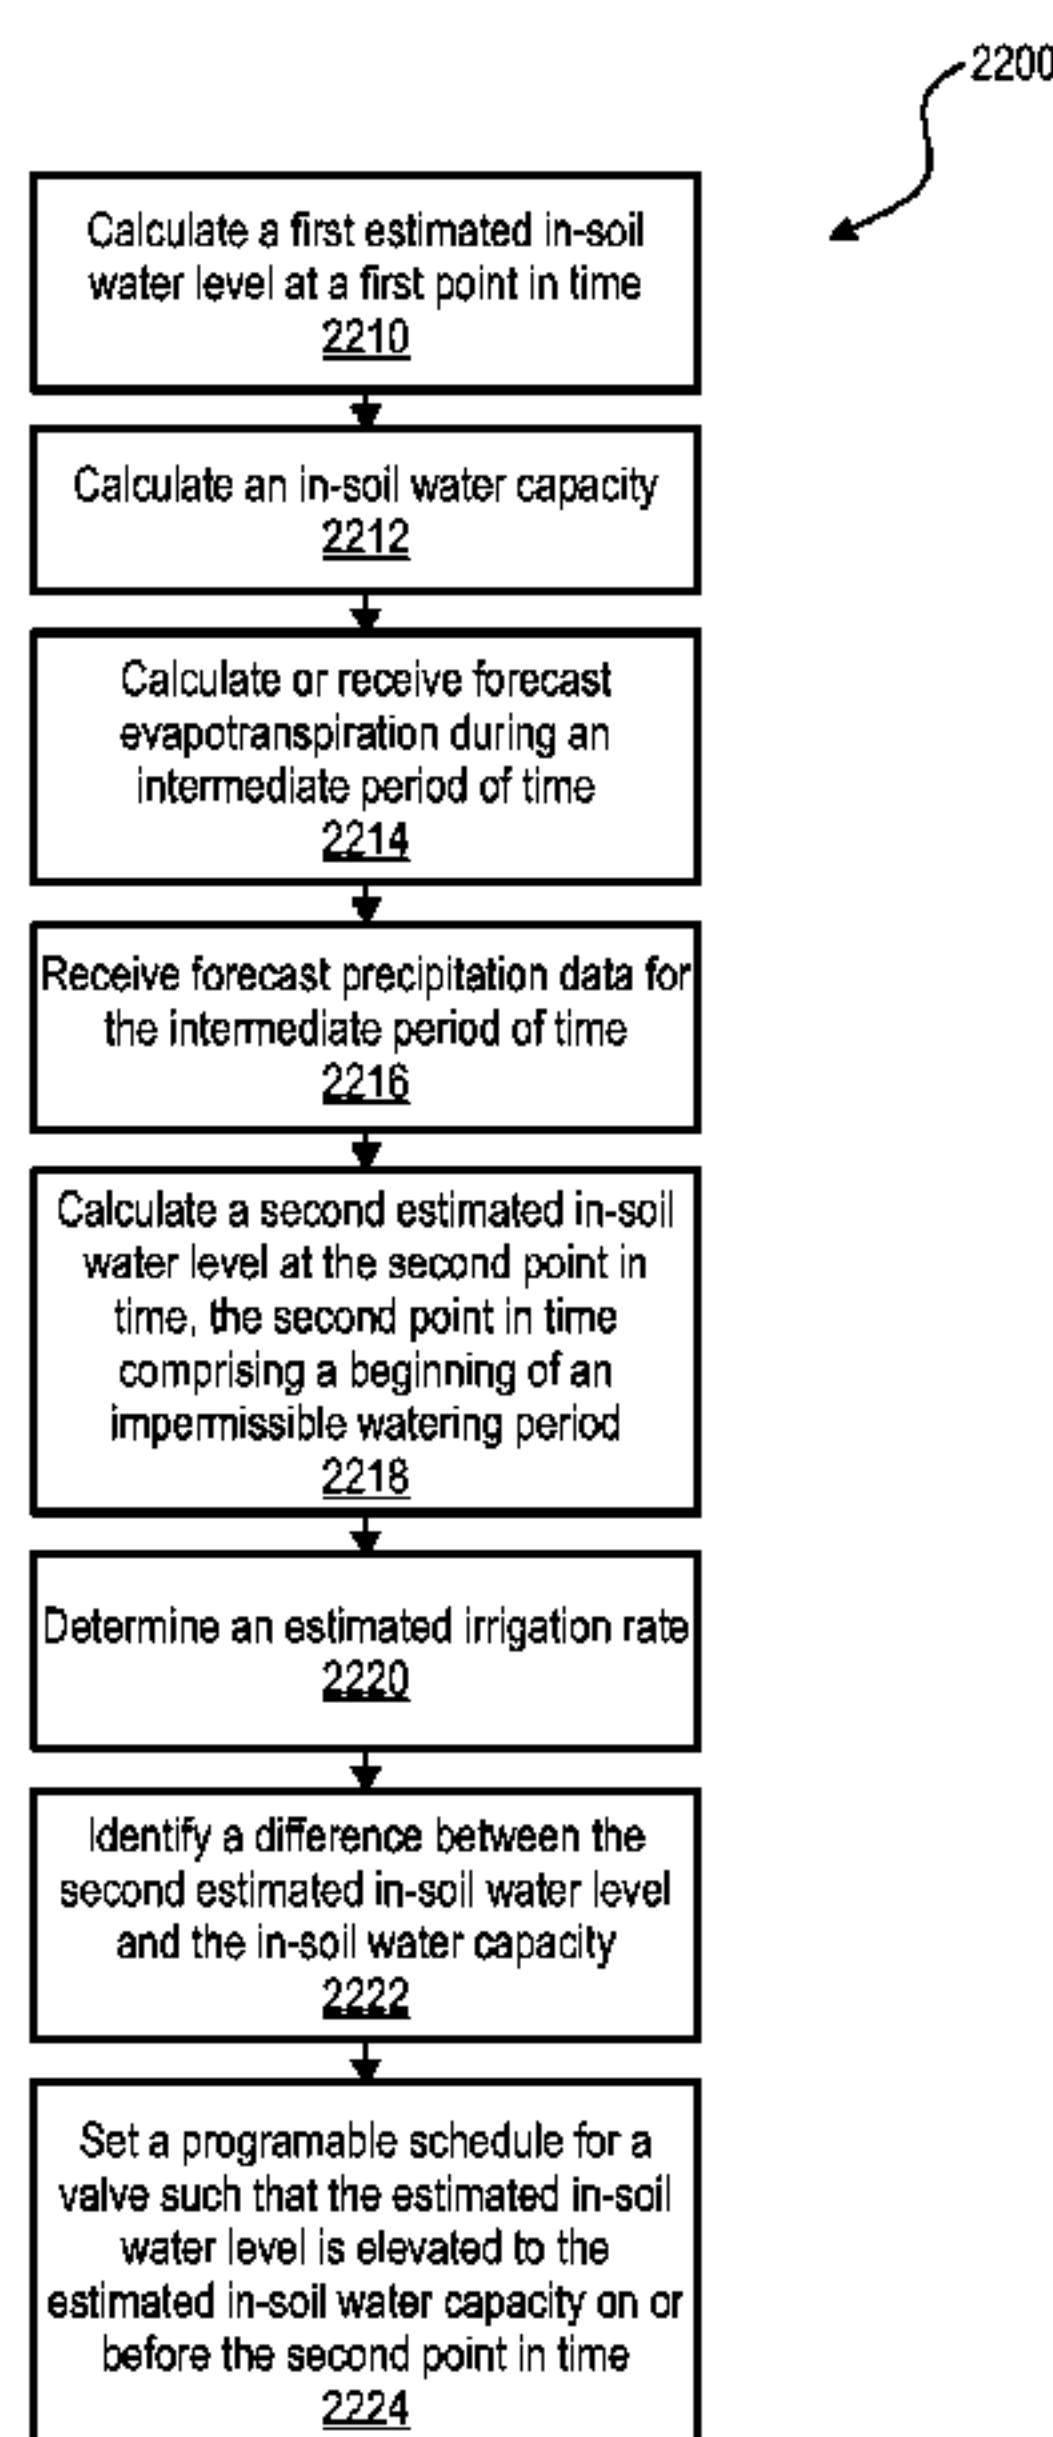 2200
Calculate a first estimated in-soil
water level at a first point in time
2210
Calculate an in-soil water capacity
2212
Calculate or receive forecast
evapotranspiration during an
intermediate period of time
2214
Receive forecast precipitation data for
the intermediate period of time
2216
Calculate a second estimated in-soil
water level at the second point in
time, the second point in time
comprising a beginning of an
impermissible watering period
2218
Determine an estimated irrigation rate
2220
Identify a difference between the
second estimated in-soil water level
and the in-soil water capacity
2222
Set a programable schedule for a
valve such that the estimated in-soil
water level is elevated to the
estimated in-soil water capacity on or
before the second point in time
2224